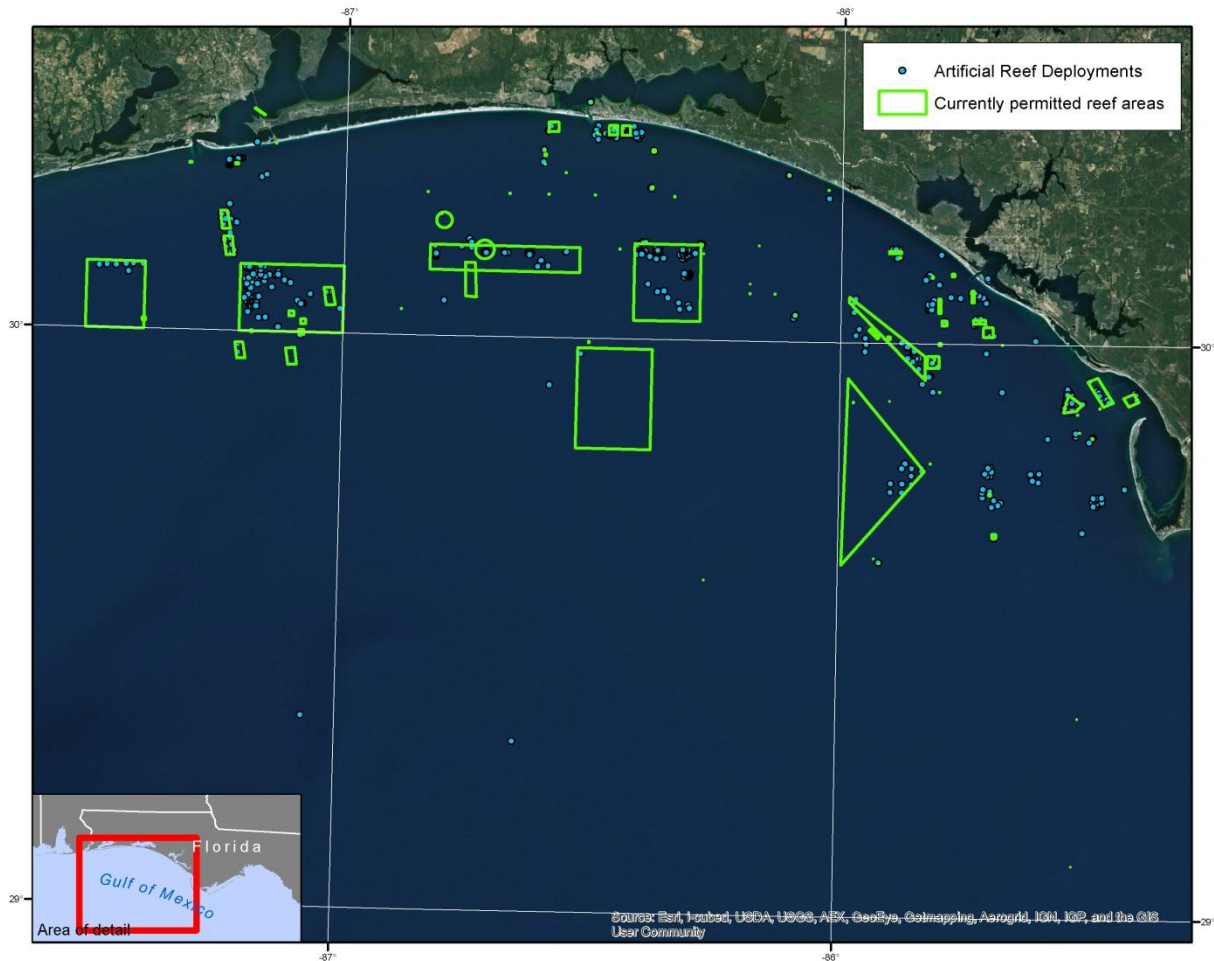 -87°
-86°
Artificial Reef Deployments
Currently permitted reef areas
30°
30°
Florida
Gulf of Mexico
Area of detail
29°
29°
Source: Esri, i-cubed, USDA, USGS, AEX, GeoEye, Getmapping, Aerogrid, IGN, IGP, and the GIS
User Community
-87°
-86°